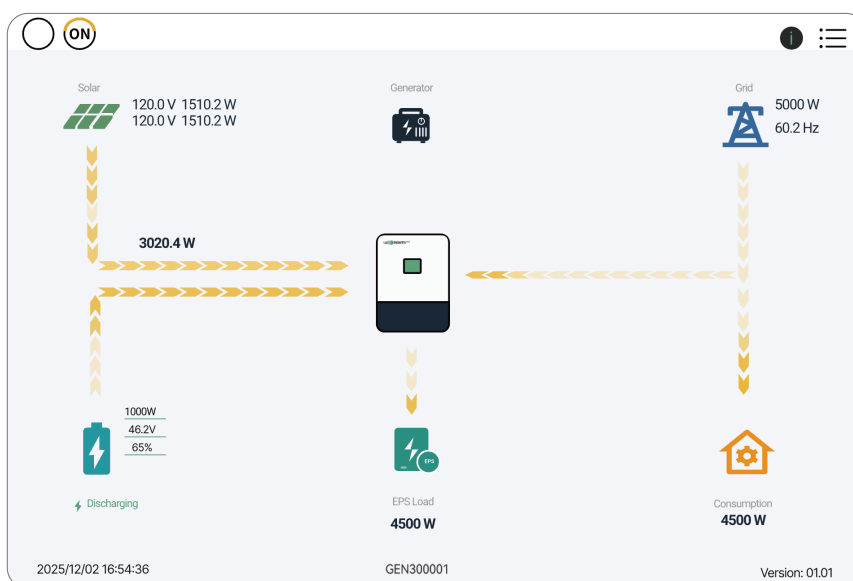 ON
i
Solar
120.0 V 1510.2 W
120.0 V 1510.2 W
Generator
Grid
5000 W
60.2 Hz
3020.4 W
1000W
46.2V
65%
Discharging
EPS
EPS Load
4500 W
Consumption
4500 W
2025/12/02 16:54:36
GEN300001
Version: 01.01